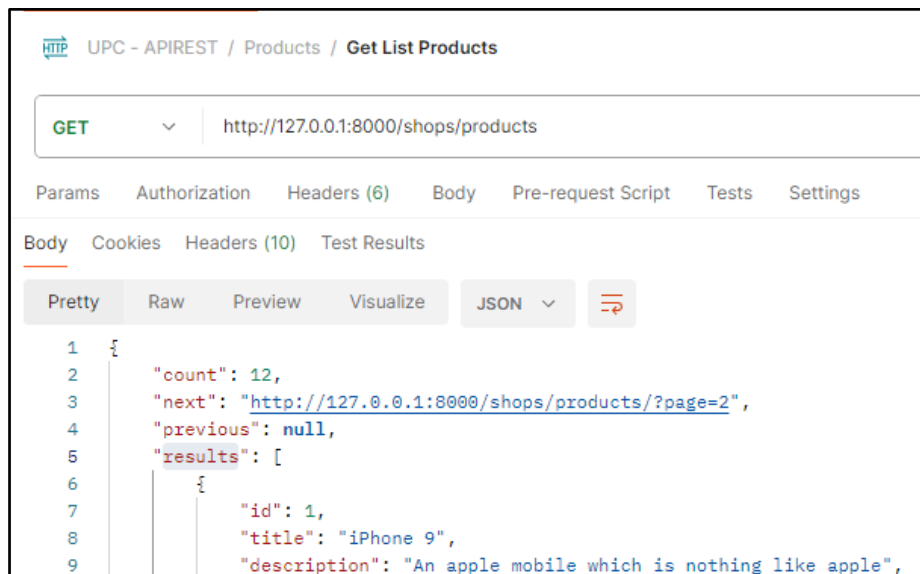 HTTP UPC - APIREST / Products / Get List Products
GET http://127.0.0.1:8000/shops/products
Params Authorization Headers (6) Body Pre-request Script Tests Settings
Body Cookies Headers (10) Test Results
Pretty Raw Preview Visualize JSON
1 {
2 "count": 12,
3 "next": "http://127.0.0.1:8000/shops/products/?page=2",
4 "previous": null,
5 "results": [
6 {
7 "id": 1,
8 "title": "iPhone 9",
9 "description": "An apple mobile which is nothing like apple",